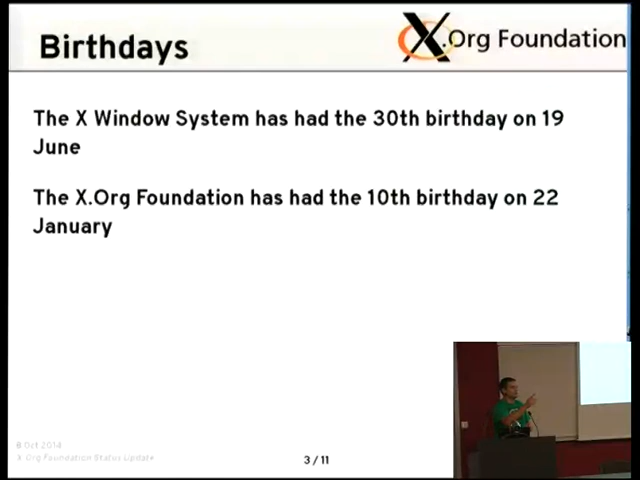 Birthdays
X.Org Foundation
The X Window System has had the 30th birthday on 19
June
The X.Org Foundation has had the 10th birthday on 22
January
8 Oct 2014
X.Org Foundation Status Update
3 / 11